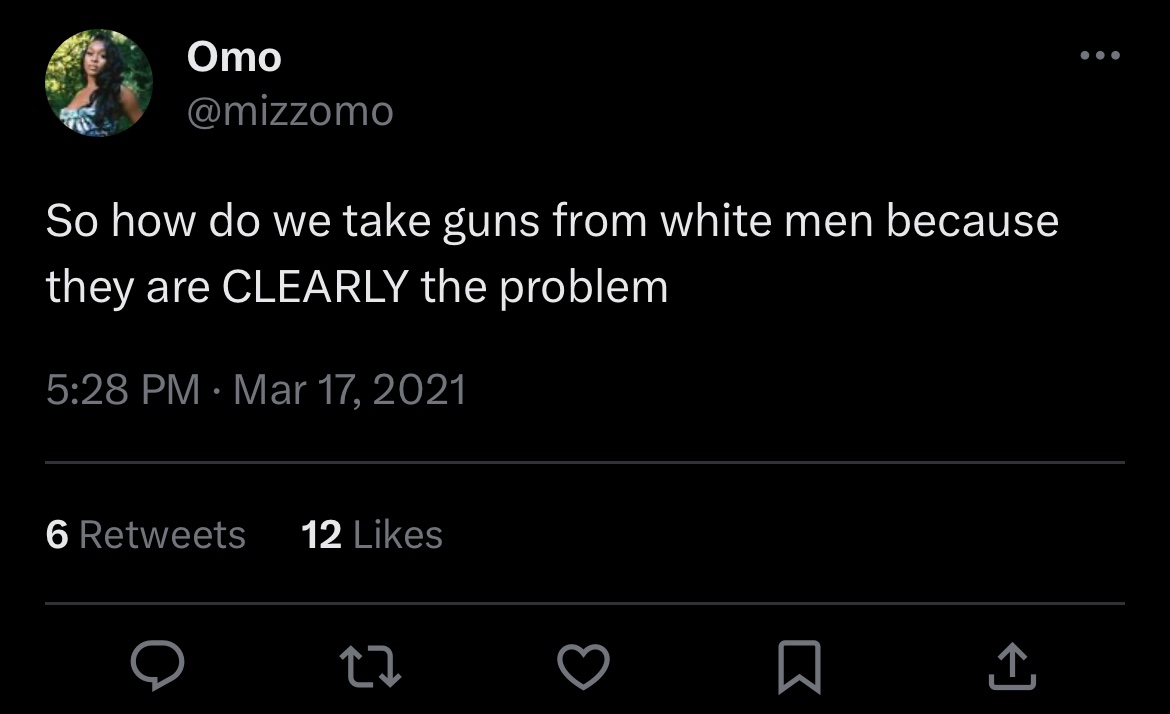 Omo
@mizzomo
So how do we take guns from white men because
they are CLEARLY the problem
5:28 PM · Mar 17, 2021
6 Retweets 12 Likes